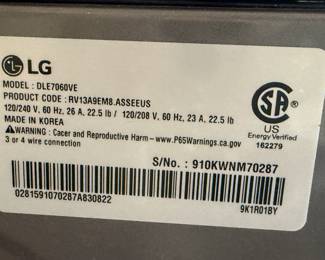 LG
MODEL : DLE7060VE
PRODUCT CODE : RV13A9EM8.ASSEEUS
120/240 V, 60 Hz, 26 A, 22.5 lb / 120/208 V, 60 Hz, 23 A, 22.5 lb
MADE IN KOREA
WARNING : Cacer and Reproductive Harm-www.P65Warnings.ca.gov
3 or 4 wire connection
SA
US
Energy Verified
162279
S/No. : 910KWNM70287
0281591070287A830822
9K1R01BY